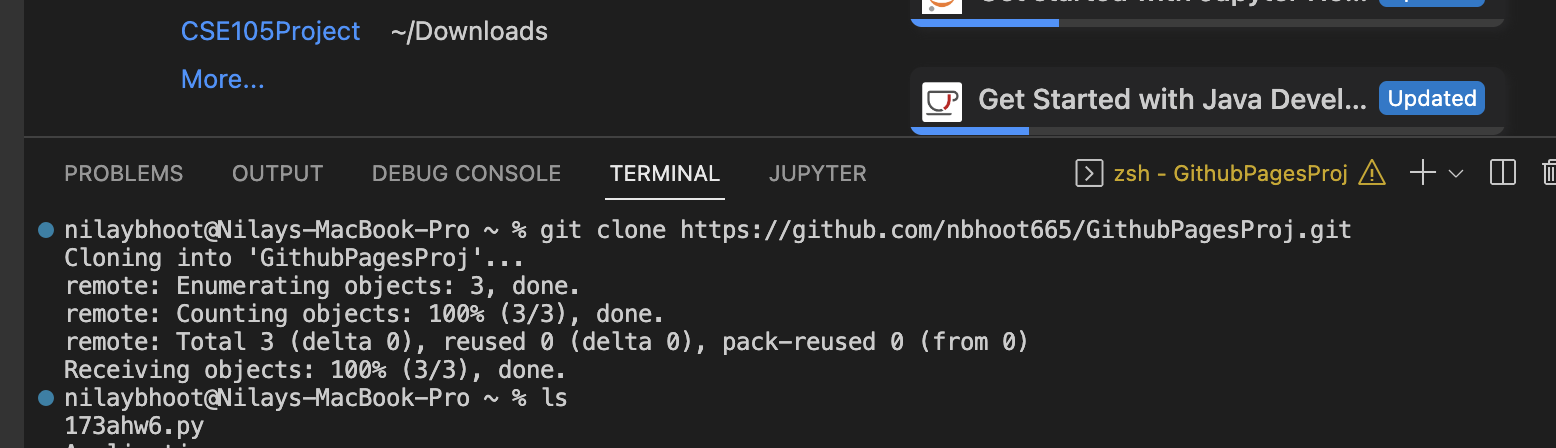 Updated
CSE105Project ~/Downloads
More...
Get Started with Java Devel... Updated
PROBLEMS OUTPUT DEBUG CONSOLE TERMINAL JUPYTER zsh - GithubPagesProj
nilaybhoot@Nilays-MacBook-Pro ~ % git clone https://github.com/nbhoot665/GithubPagesProj.git
Cloning into 'GithubPagesProj'...
remote: Enumerating objects: 3, done.
remote: Counting objects: 100% (3/3), done.
remote: Total 3 (delta 0), reused 0 (delta 0), pack-reused 0 (from 0)
Receiving objects: 100% (3/3), done.
nilaybhoot@Nilays-MacBook-Pro ~ % ls
173ahw6.py